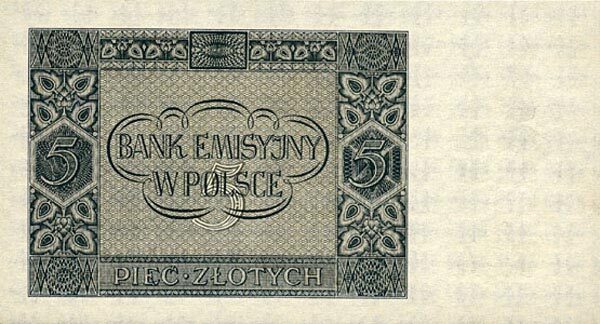 5 BANK EMISYJNY 5
W POLSCE
5
PIĘĆ · ZŁOTYCH